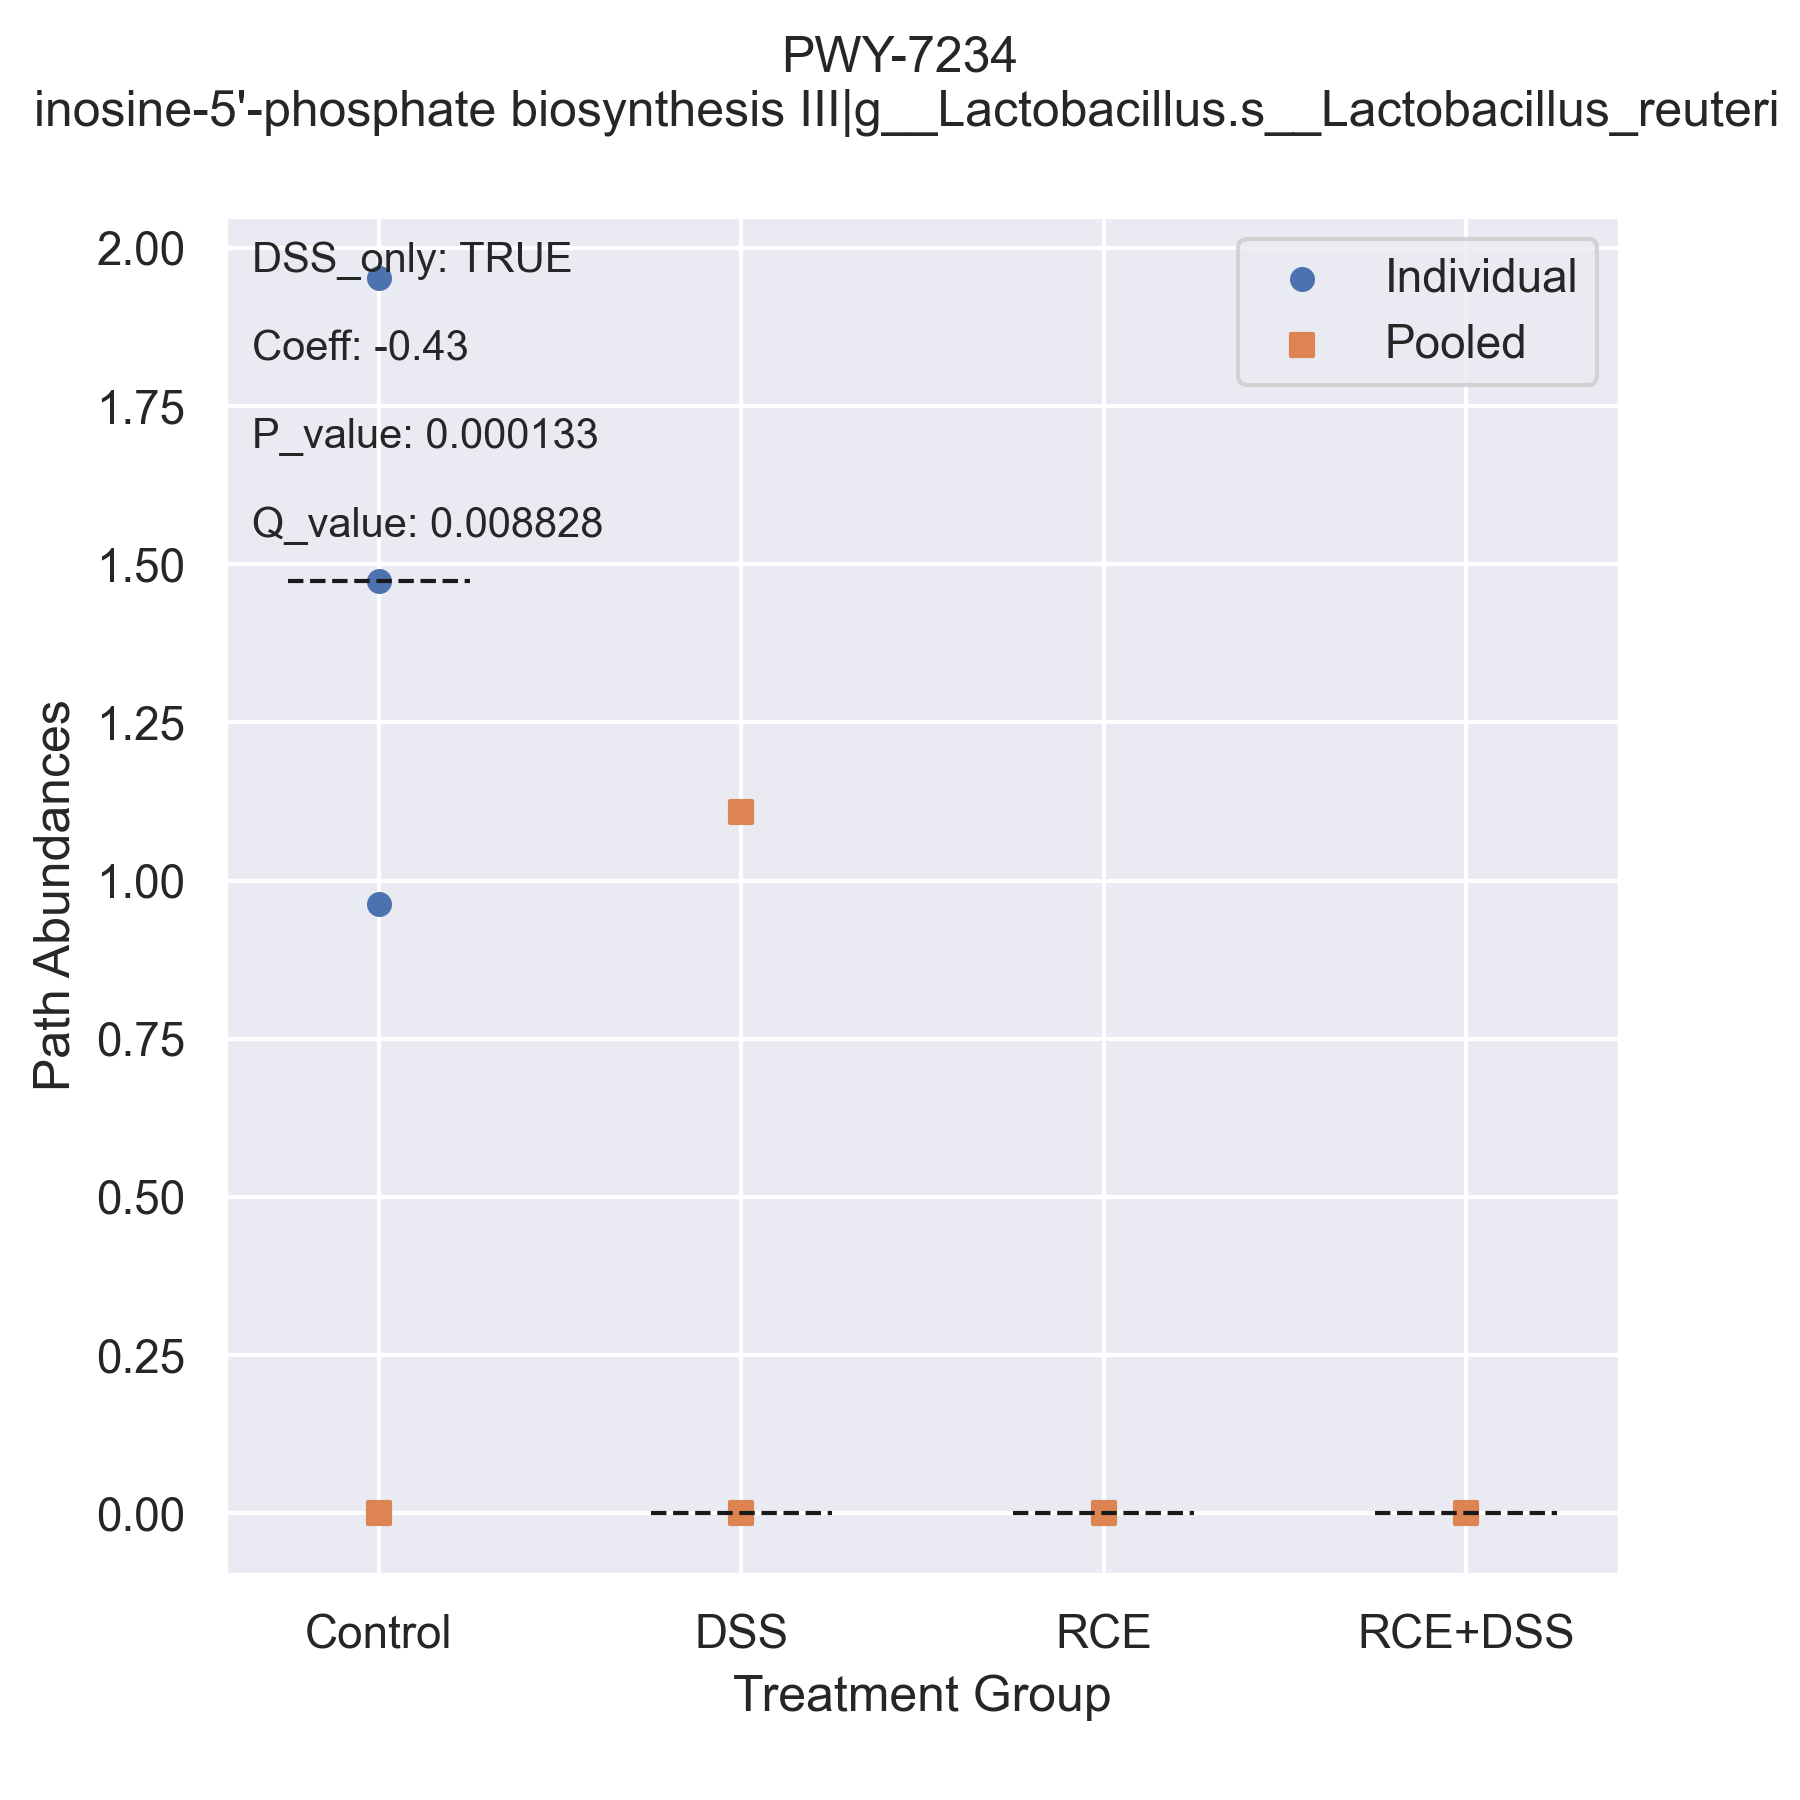 PWY-7234
inosine-5'-phosphate biosynthesis III|g__Lactobacillus.s__Lactobacillus_reuteri
DSS_only: TRUE
Coeff: -0.43
P_value: 0.000133
Q_value: 0.008828
Individual
Pooled
2.00
1.75
1.50
1.25
1.00
0.75
0.50
0.25
0.00
Path Abundances
Control
DSS
RCE
RCE+DSS
Treatment Group